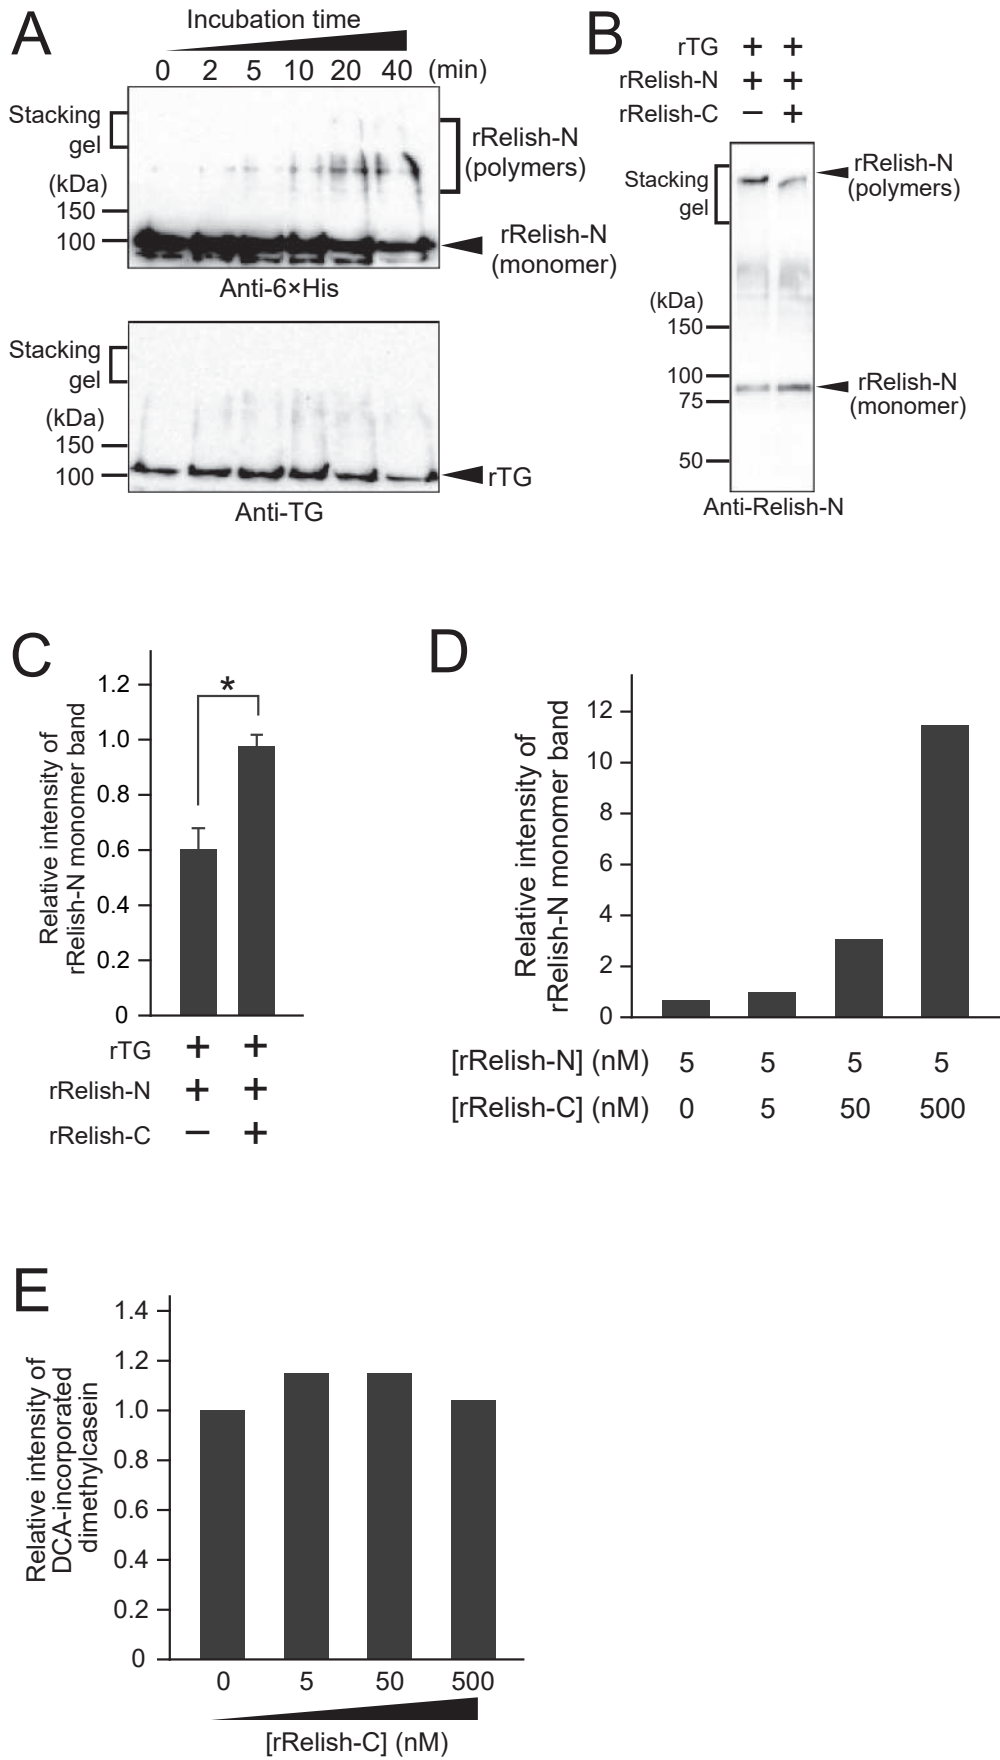 A
Incubation time
0 2 5 10 20 40 (min)
Stacking
gel
(kDa)
150
100
rRelish-N
(polymers)
rRelish-N
(monomer)
Anti-6×His
Stacking
gel
(kDa)
150
100
rTG
Anti-TG
B
rTG + +
rRelish-N + +
rRelish-C − +
Stacking
gel
(kDa)
150
100
75
50
rRelish-N
(polymers)
rRelish-N
(monomer)
Anti-Relish-N
C
Relative intensity of
rRelish-N monomer band
1.2
1.0
0.8
0.6
0.4
0.2
0
*
rTG + +
rRelish-N + +
rRelish-C − +
D
Relative intensity of
rRelish-N monomer band
12
10
8
6
4
2
0
[rRelish-N] (nM) 5 5 5 5
[rRelish-C] (nM) 0 5 50 500
E
Relative intensity of
DCA-incorporated
dimethylcasein
1.4
1.2
1.0
0.8
0.6
0.4
0.2
0
0 5 50 500
[rRelish-C] (nM)